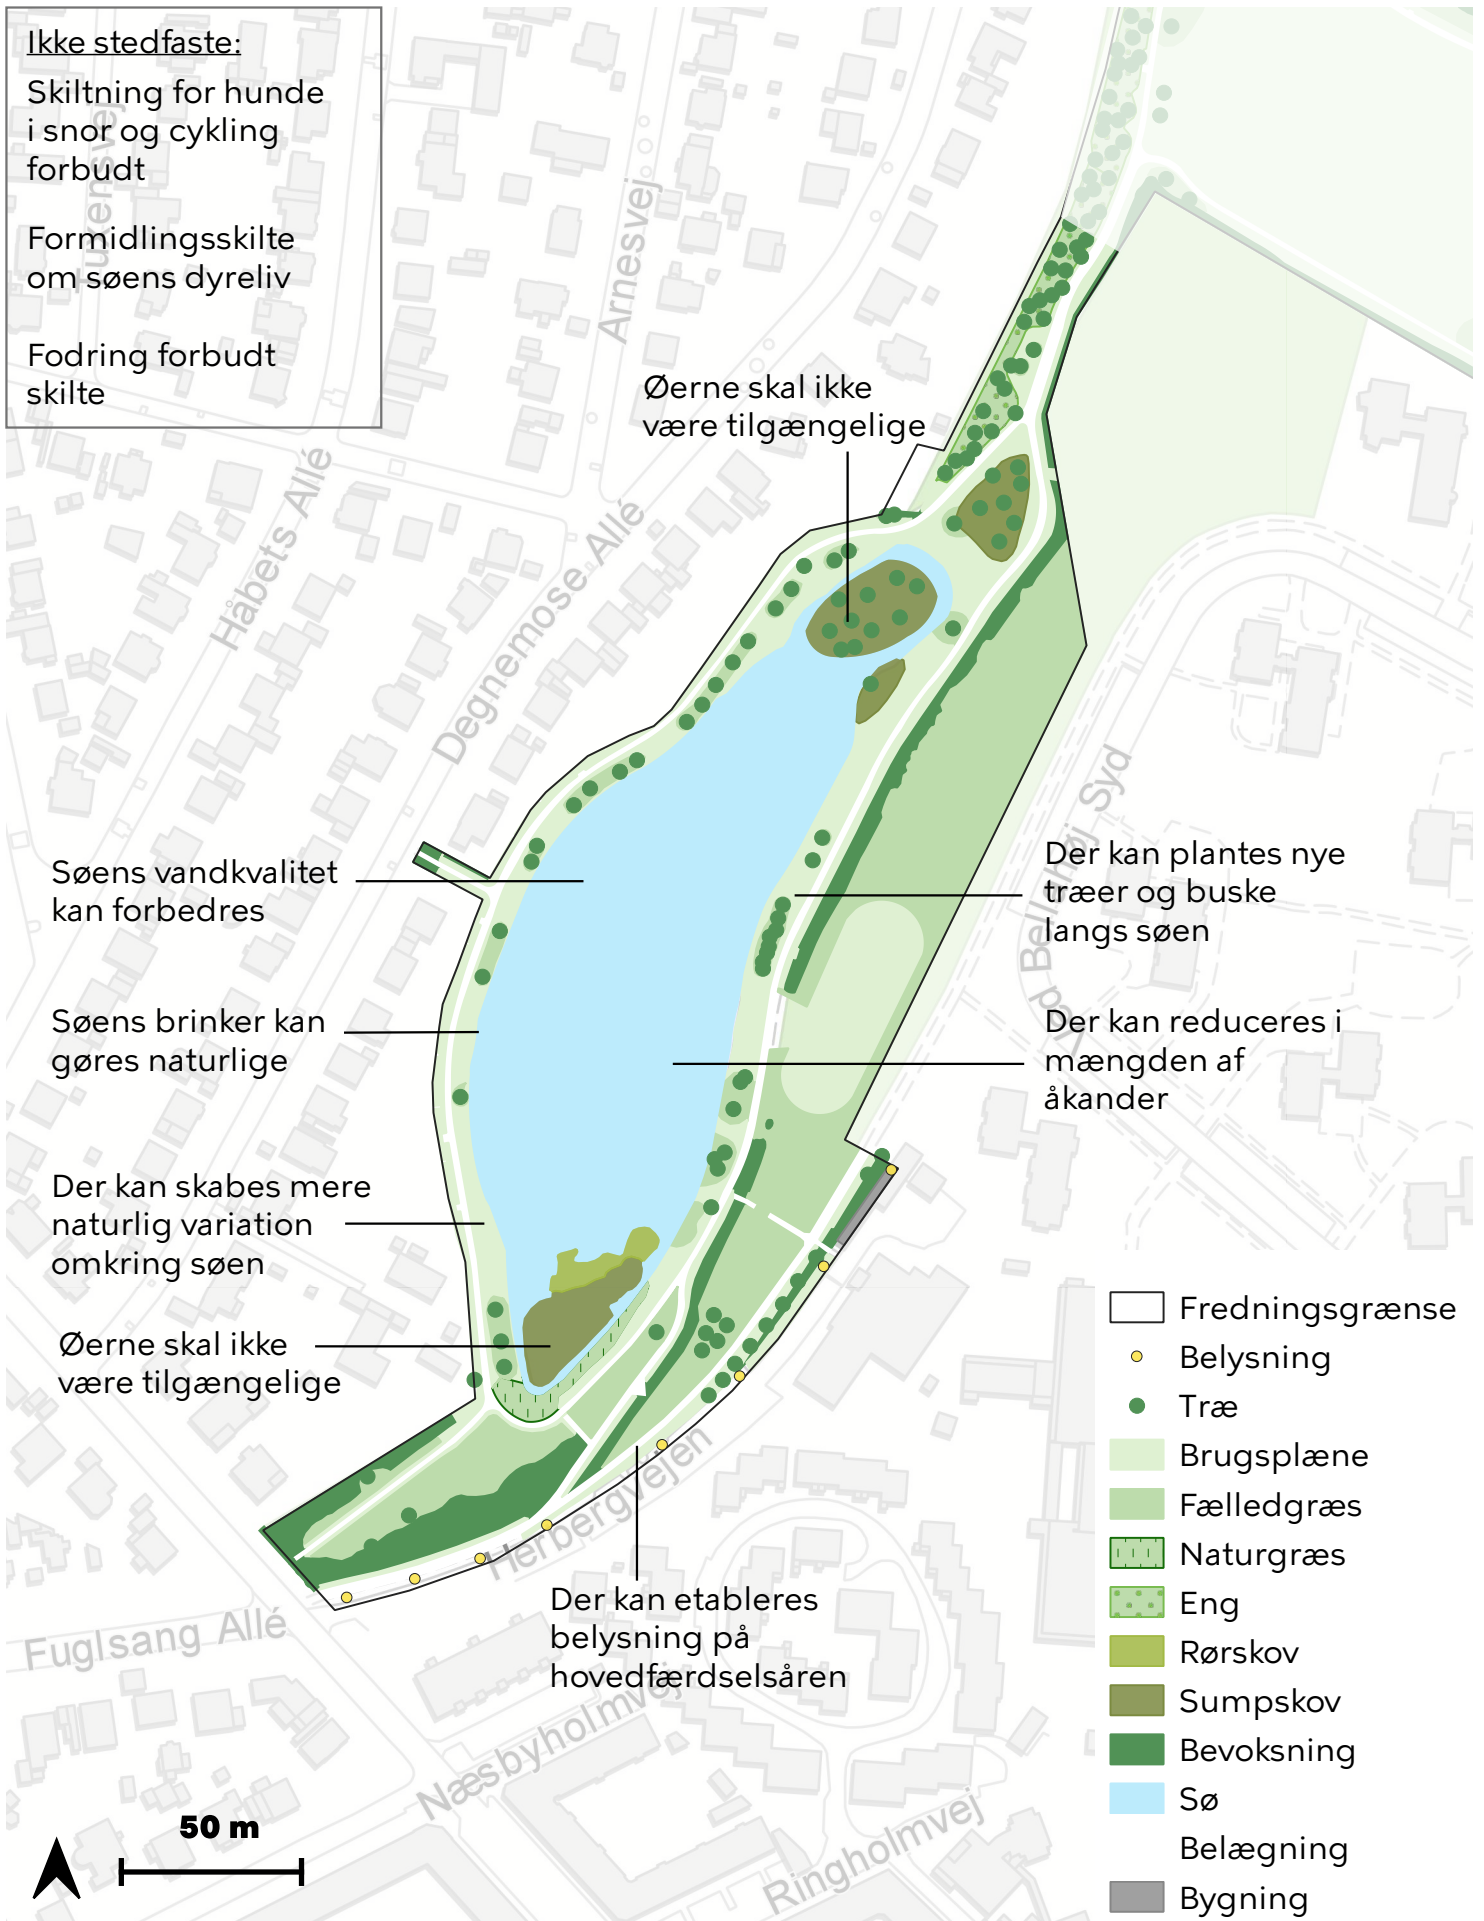 Ikke stedfaste:
Skiltning for hunde
i snor og cykling
forbudt
Formidlingsskilte
om søens dyreliv
Fodring forbudt
skilte
Arnesvej
Håbets Allé
Degnemose Allé
Øerne skal ikke
være tilgængelige
Søens vandkvalitet
kan forbedres
Der kan plantes nye
træer og buske
langs søen
Bellahøj Syd
Søens brinker kan
gøres naturlige
Der kan reduceres i
mængden af
åkander
Der kan skabes mere
naturlig variation
omkring søen
Øerne skal ikke
være tilgængelige
Herbergvejen
Der kan etableres
belysning på
hovedfærdselsåren
Fuglsang Allé
Næsbyholmvej
Ringholmvej
50 m
Fredningsgrænse
Belysning
Træ
Brugsplæne
Fælledgræs
Naturgræs
Eng
Rørskov
Sumpskov
Bevoksning
Sø
Belægning
Bygning